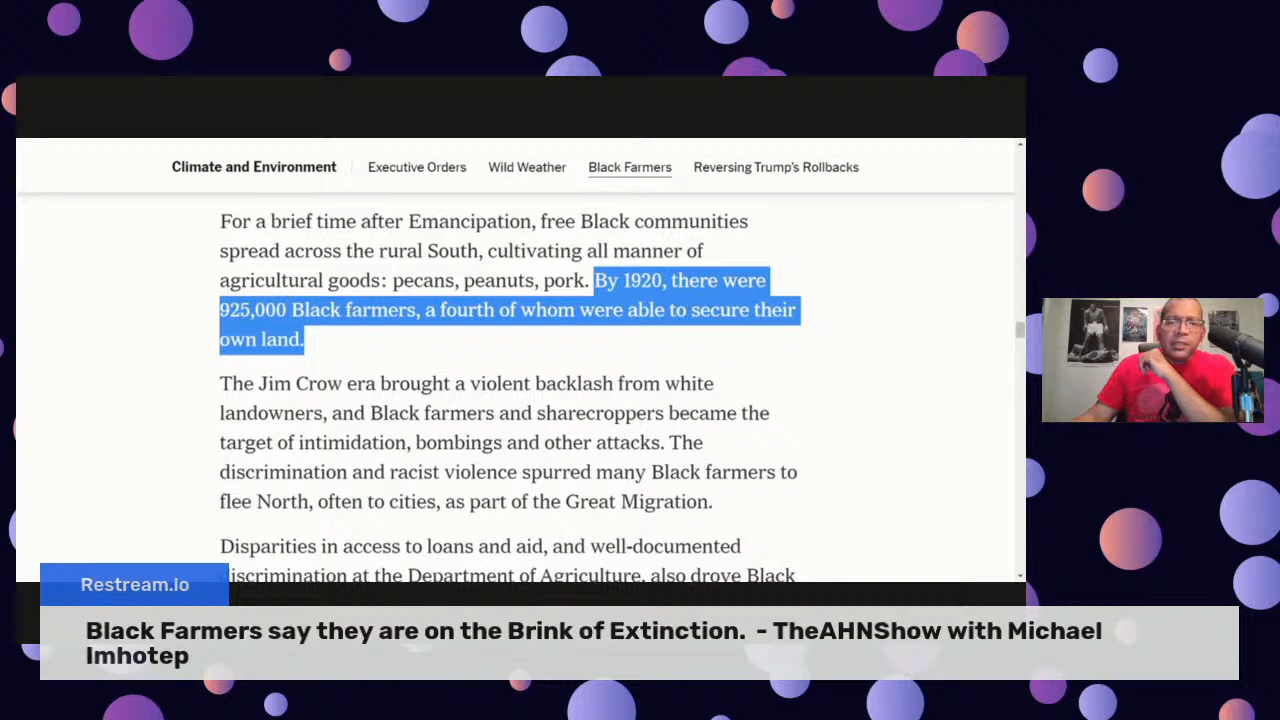 Climate and Environment Executive Orders Wild Weather Black Farmers Reversing Trump's Rollbacks
For a brief time after Emancipation, free Black communities
spread across the rural South, cultivating all manner of
agricultural goods: pecans, peanuts, pork. By 1920, there were
925,000 Black farmers, a fourth of whom were able to secure their
own land.
The Jim Crow era brought a violent backlash from white
landowners, and Black farmers and sharecroppers became the
target of intimidation, bombings and other attacks. The
discrimination and racist violence spurred many Black farmers to
flee North, often to cities, as part of the Great Migration.
Disparities in access to loans and aid, and well-documented
discrimination at the Department of Agriculture, also drove Black
Restream.io
Black Farmers say they are on the Brink of Extinction. - TheAHNShow with Michael
Imhotep